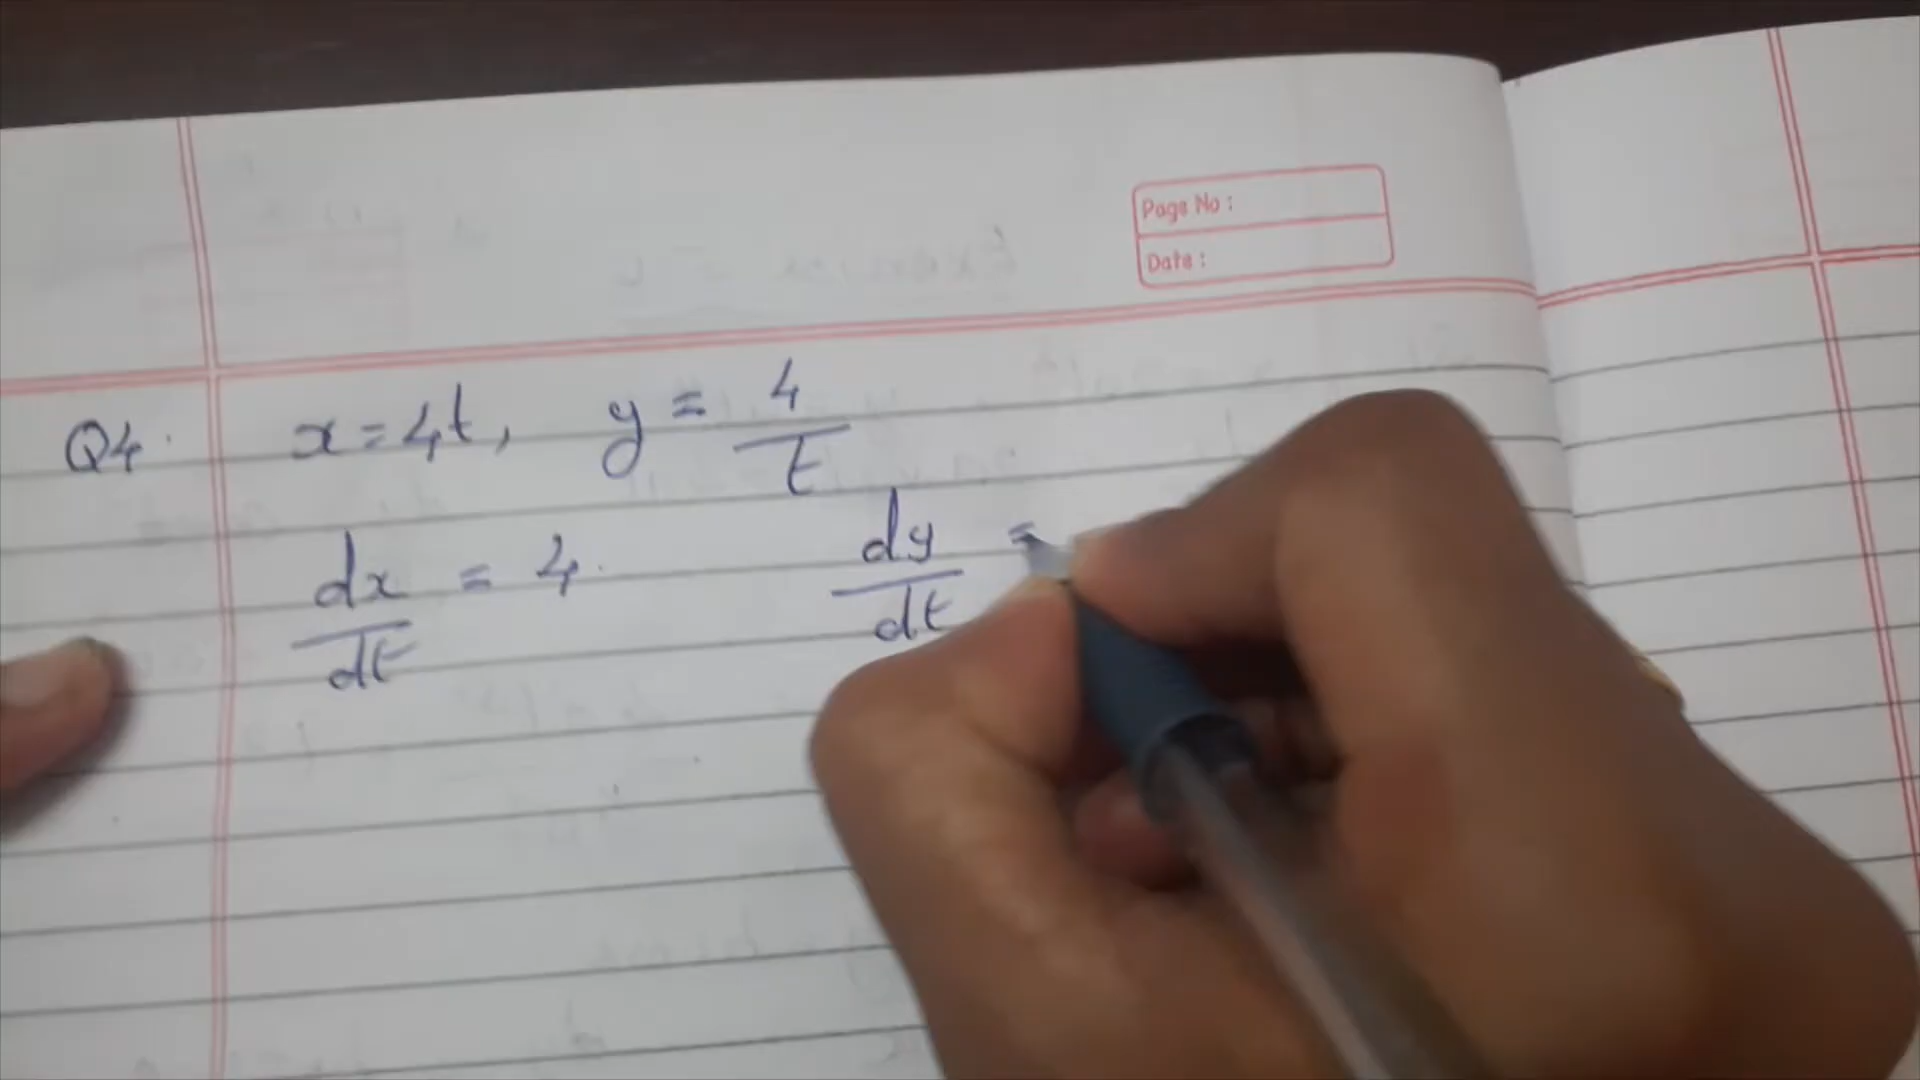 Page No :
Date :
Q4. x = 4t, y = 4/t
dx/dt = 4. dy/dt =